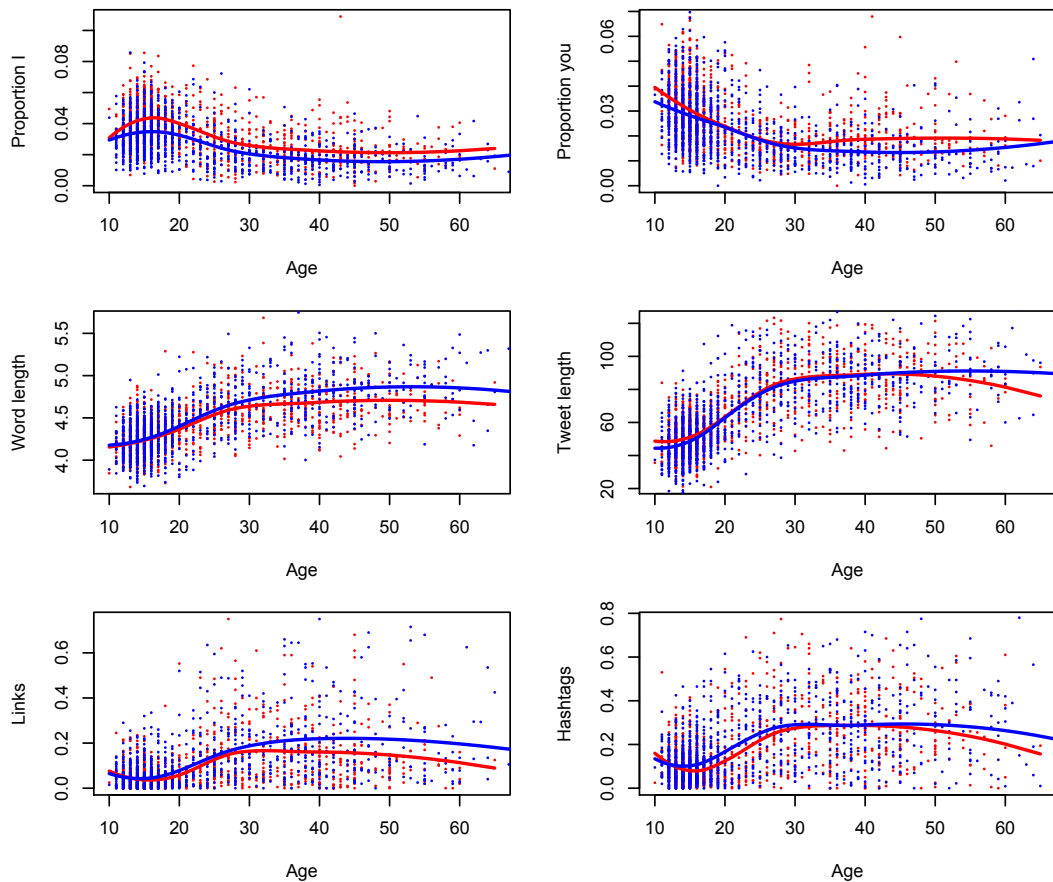 Proportion I
0.00 0.04 0.08
10 20 30 40 50 60
Age
Proportion you
0.00 0.03 0.06
10 20 30 40 50 60
Age
Word length
4.0 4.5 5.0 5.5
10 20 30 40 50 60
Age
Tweet length
20 60 100
10 20 30 40 50 60
Age
Links
0.0 0.2 0.4 0.6
10 20 30 40 50 60
Age
Hashtags
0.0 0.2 0.4 0.6 0.8
10 20 30 40 50 60
Age